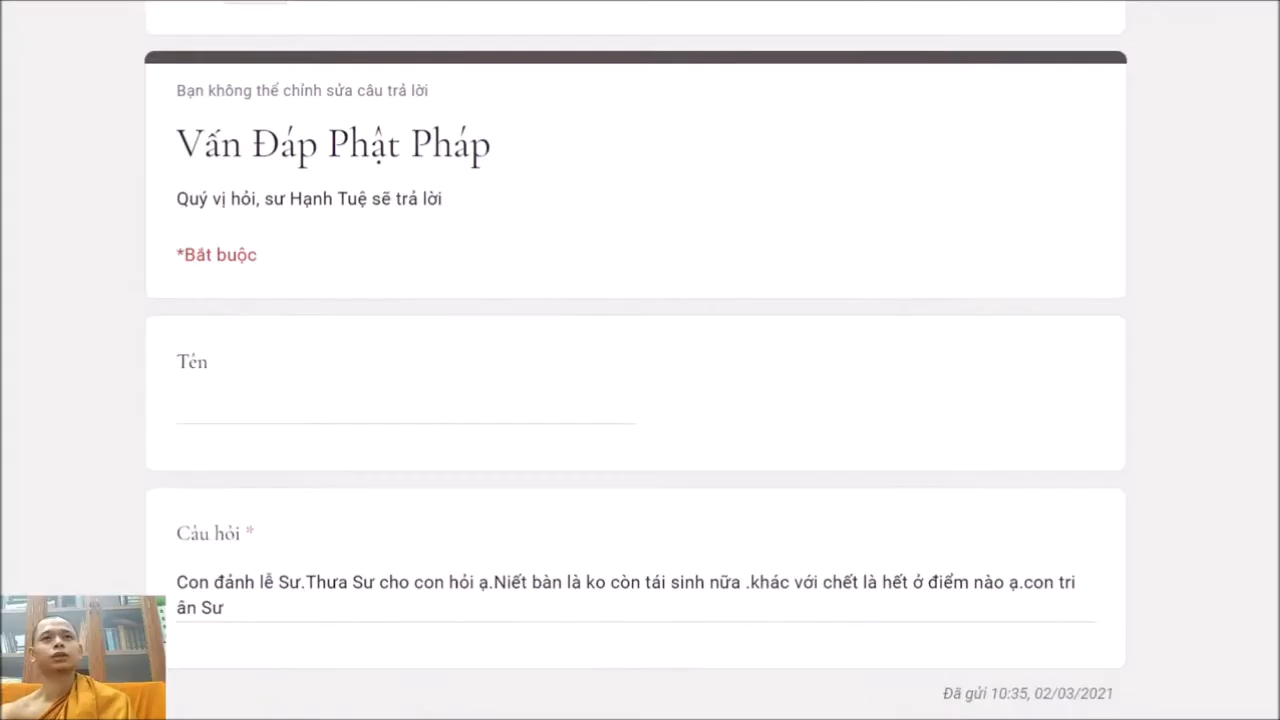 Bạn không thể chỉnh sửa câu trả lời
Vấn Đáp Phật Pháp
Quý vị hỏi, sư Hạnh Tuệ sẽ trả lời
*Bắt buộc
Tên
Câu hỏi *
Con đảnh lễ Sư.Thưa Sư cho con hỏi ạ.Niết bàn là ko còn tái sinh nữa .khác với chết là hết ở điểm nào ạ.con tri
ân Sư
Đã gửi 10:35, 02/03/2021